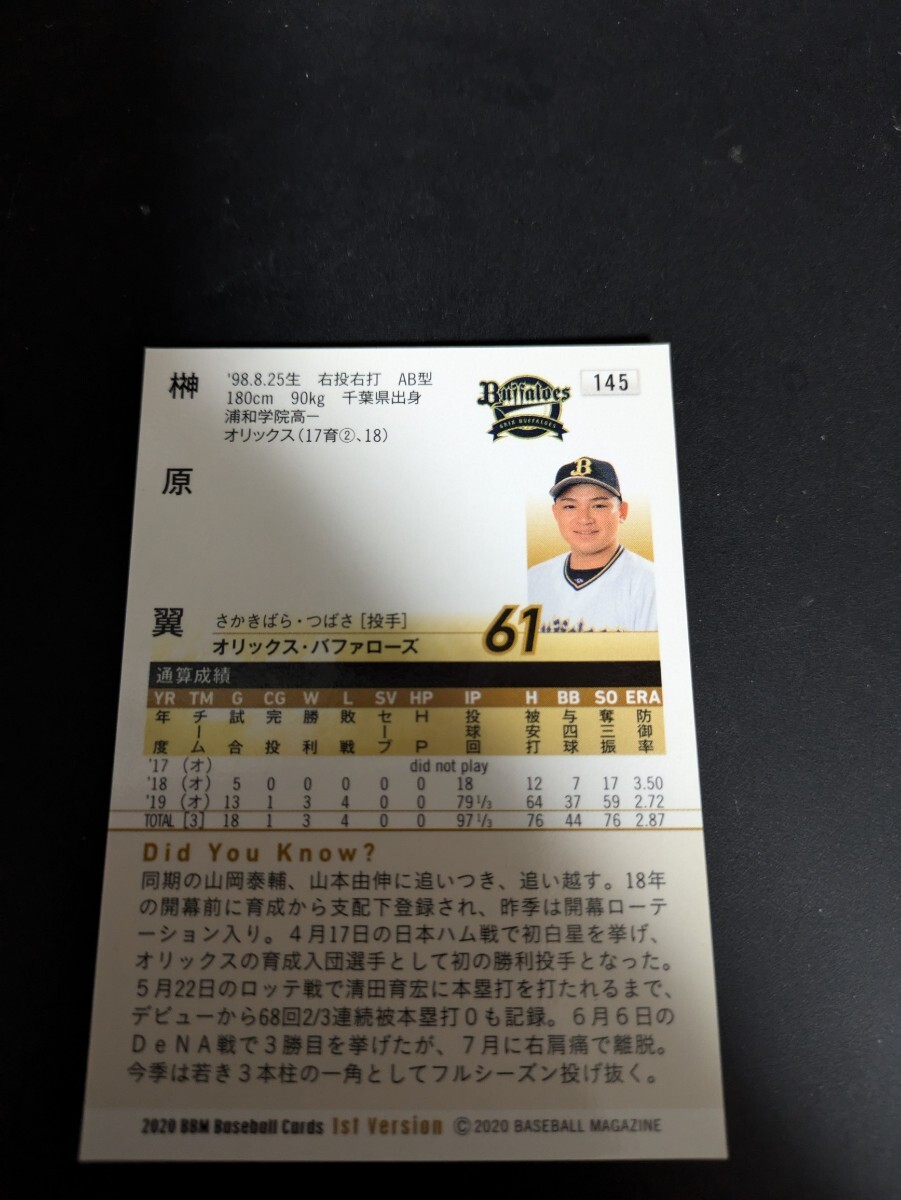 榊原翼
'98.8.25生 右投右打 AB型
180cm 90kg 千葉県出身
浦和学院高ー
オリックス(17育②、18)
Buffaloes
ORIX BUFFALOES
145
B
さかきばら・つばさ [投手]
オリックス・バファローズ
61
通算成績
YR TM G CG W L SV HP IP H BB SO ERA
年度 チーム 試合 完投 勝利 敗戦 セーブ HP 投球回 被安打 与四球 奪三振 防御率
'17 (オ) did not play
'18 (オ) 5 0 0 0 0 0 18 12 7 17 3.50
'19 (オ) 13 1 3 4 0 0 79 1/3 64 37 59 2.72
TOTAL [3] 18 1 3 4 0 0 97 1/3 76 44 76 2.87
Did You Know?
同期の山岡泰輔、山本由伸に追いつき、追い越す。18年
の開幕前に育成から支配下登録され、昨季は開幕ローテ
ーション入り。4月17日の日本ハム戦で初白星を挙げ、
オリックスの育成入団選手として初の勝利投手となった。
5月22日のロッテ戦で清田育宏に本塁打を打たれるまで、
デビューから68回2/3連続被本塁打0も記録。6月6日の
DeNA戦で3勝目を挙げたが、7月に右肩痛で離脱。
今季は若き3本柱の一角としてフルシーズン投げ抜く。
2020 BBM Baseball Cards 1st Version ©2020 BASEBALL MAGAZINE